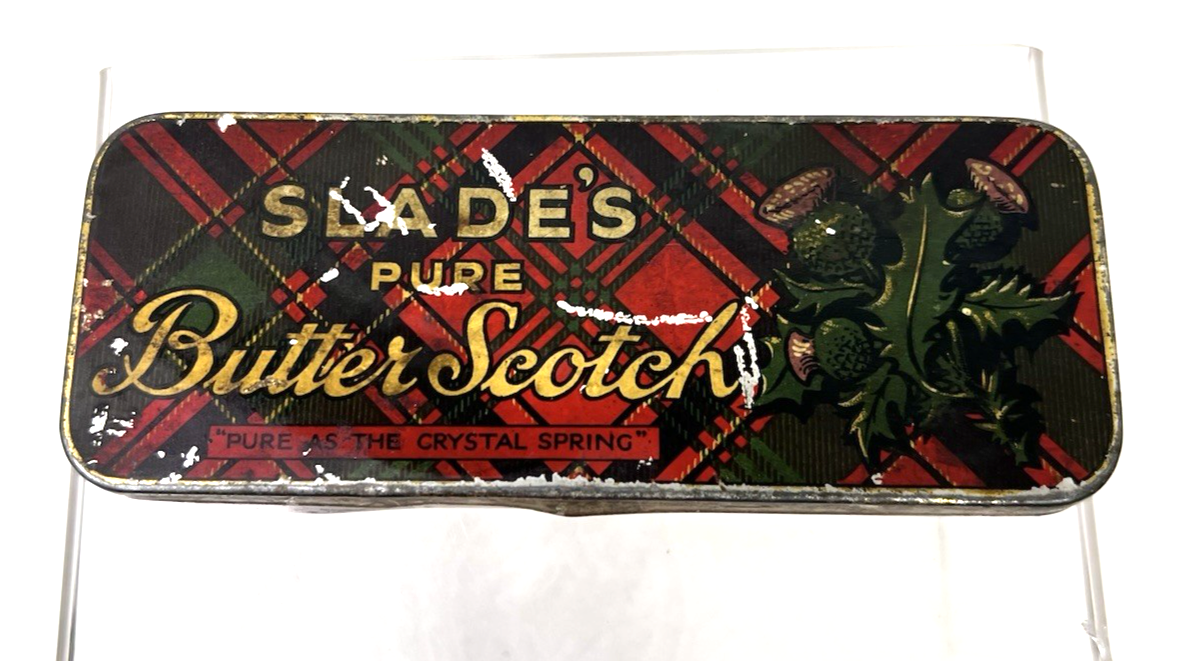 SLADE'S
PURE
Butter Scotch
"PURE AS THE CRYSTAL SPRING"